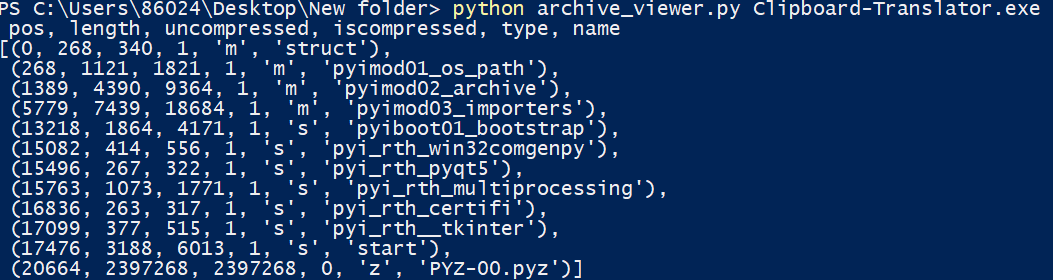 PS C:\Users\86024\Desktop\New folder> python archive_viewer.py Clipboard-Translator.exe
 pos, length, uncompressed, iscompressed, type, name
[(0, 268, 340, 1, 'm', 'struct'),
 (268, 1121, 1821, 1, 'm', 'pyimod01_os_path'),
 (1389, 4390, 9364, 1, 'm', 'pyimod02_archive'),
 (5779, 7439, 18684, 1, 'm', 'pyimod03_importers'),
 (13218, 1864, 4171, 1, 's', 'pyiboot01_bootstrap'),
 (15082, 414, 556, 1, 's', 'pyi_rth_win32comgenpy'),
 (15496, 267, 322, 1, 's', 'pyi_rth_pyqt5'),
 (15763, 1073, 1771, 1, 's', 'pyi_rth_multiprocessing'),
 (16836, 263, 317, 1, 's', 'pyi_rth_certifi'),
 (17099, 377, 515, 1, 's', 'pyi_rth__tkinter'),
 (17476, 3188, 6013, 1, 's', 'start'),
 (20664, 2397268, 2397268, 0, 'z', 'PYZ-00.pyz')]